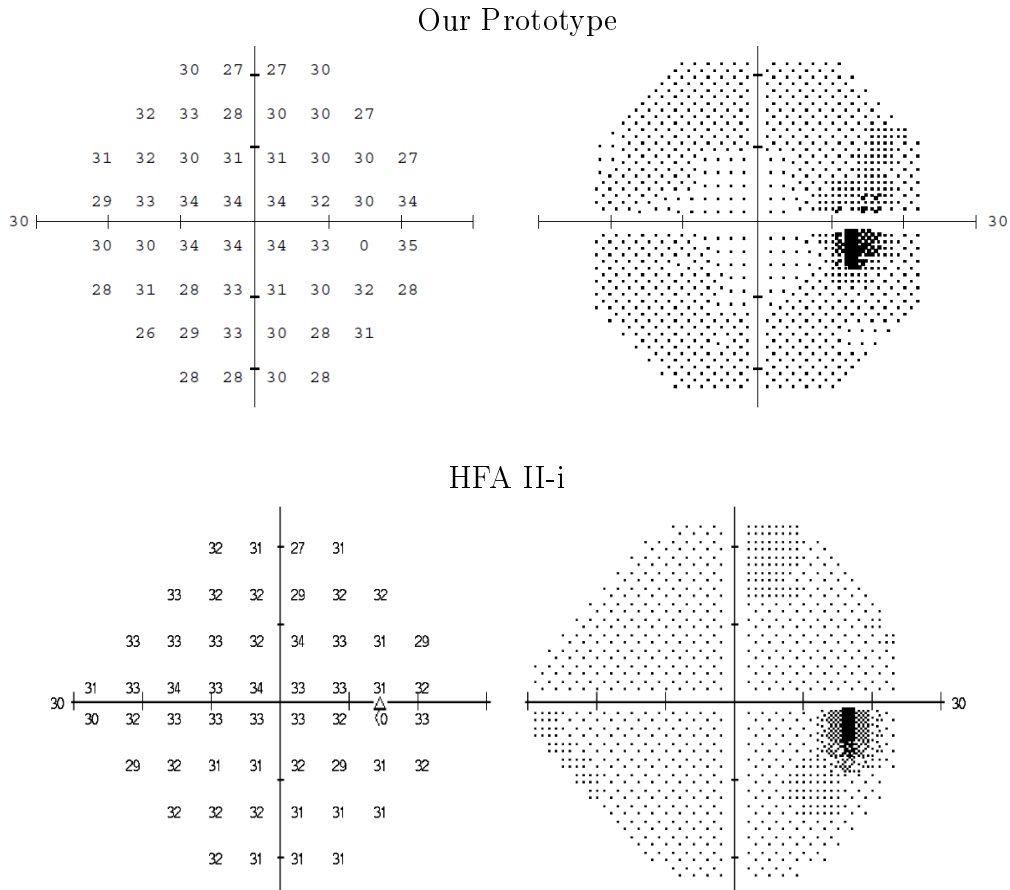 Our Prototype
30 27 27 30
32 33 28 30 30 27
31 32 30 31 31 30 30 27
29 33 34 34 34 32 30 34
30 30
30 30 34 34 34 33 0 35
28 31 28 33 31 30 32 28
26 29 33 30 28 31
28 28 30 28
HFA II-i
32 31 27 31
33 32 32 29 32 32
33 33 33 32 34 33 31 29
31 33 34 33 34 33 33 31 32
30 30
30 32 33 33 33 33 32 <0 33
29 32 31 31 32 29 31 32
32 32 32 31 31 31
32 31 31 31